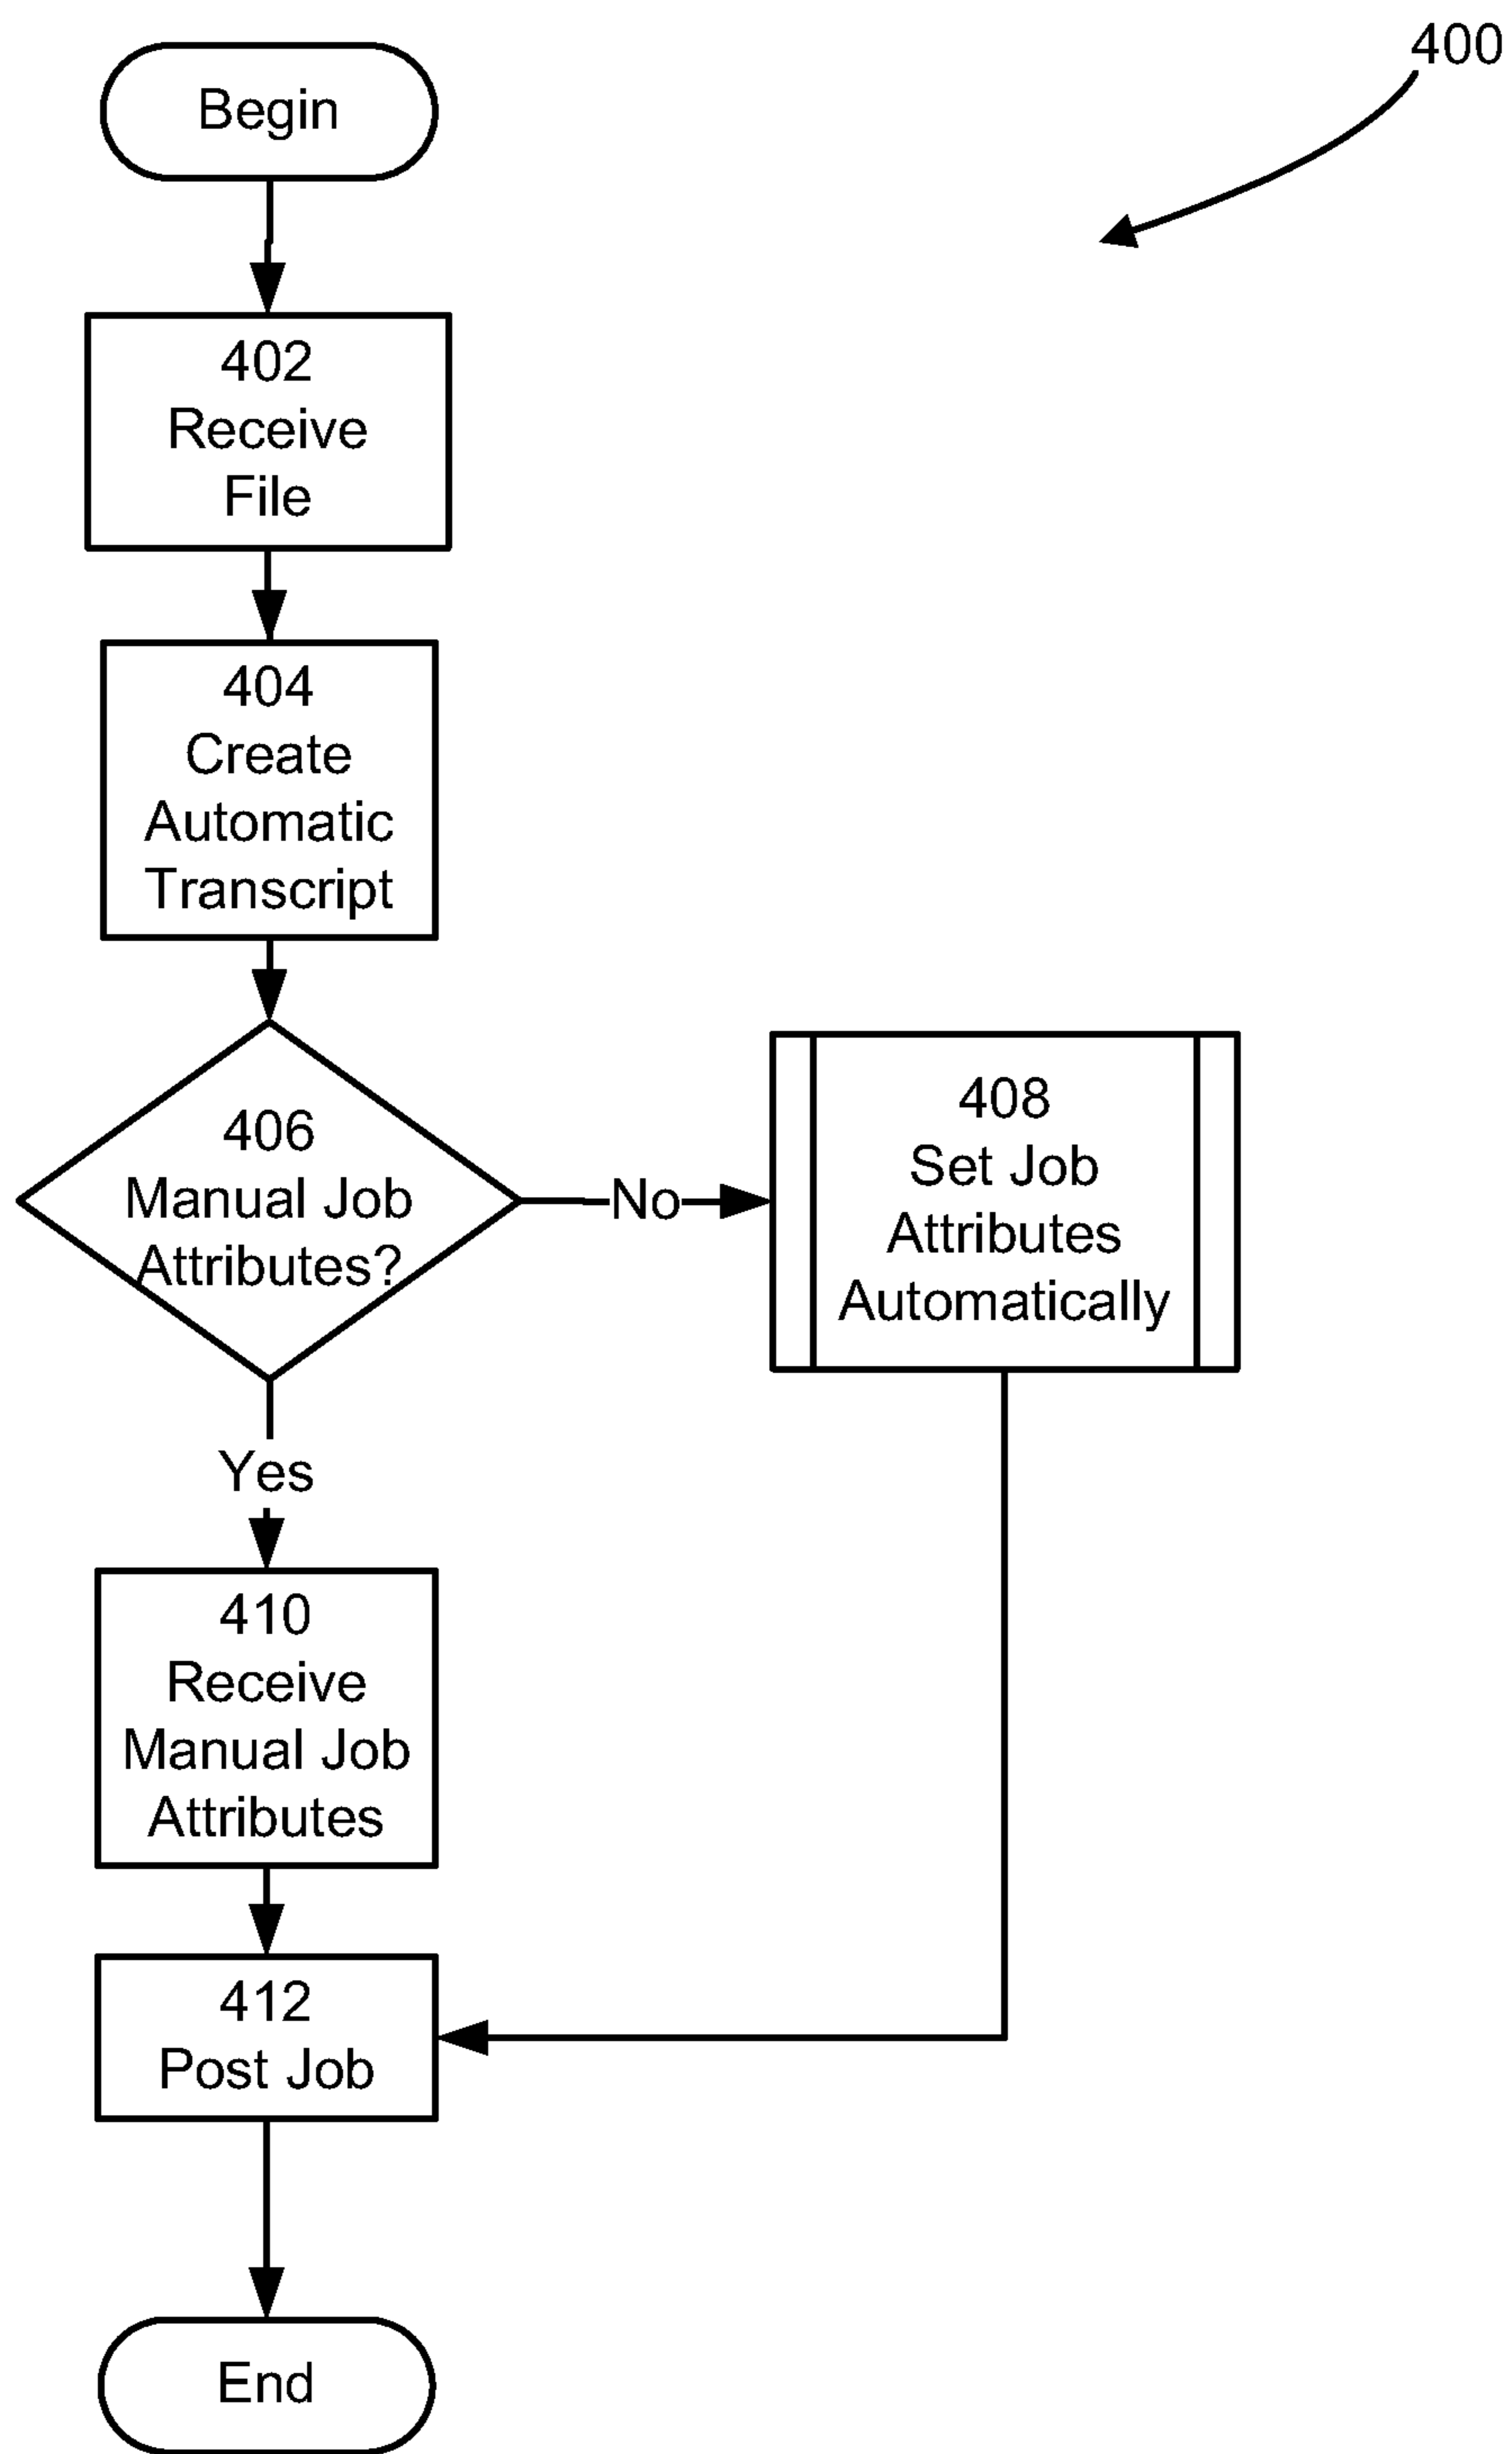 400
Begin
402
Receive
File
404
Create
Automatic
Transcript
406
Manual Job
Attributes?
No
408
Set Job
Attributes
Automatically
Yes
410
Receive
Manual Job
Attributes
412
Post Job
End